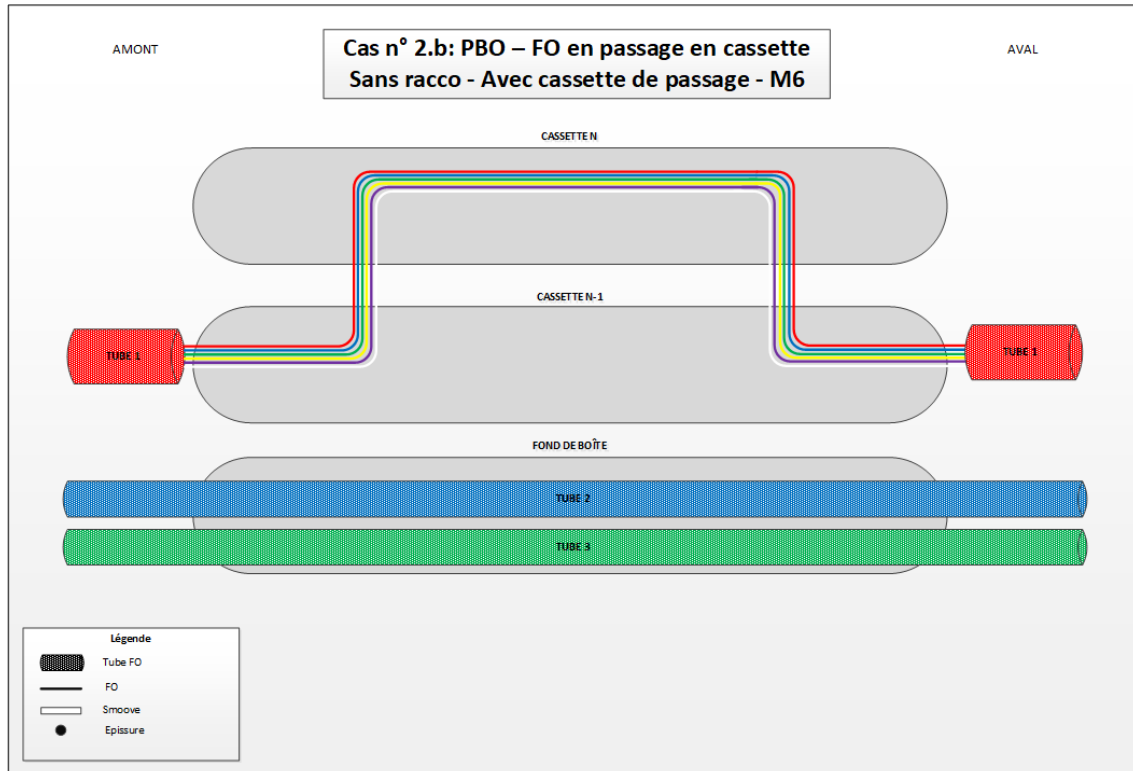 AMONT
Cas n° 2.b: PBO – FO en passage en cassette
Sans racco - Avec cassette de passage - M6
AVAL
CASSETTE N
CASSETTE N-1
TUBE 1
TUBE 1
FOND DE BOÎTE
TUBE 2
TUBE 3
Légende
Tube FO
FO
Smoove
Epissure